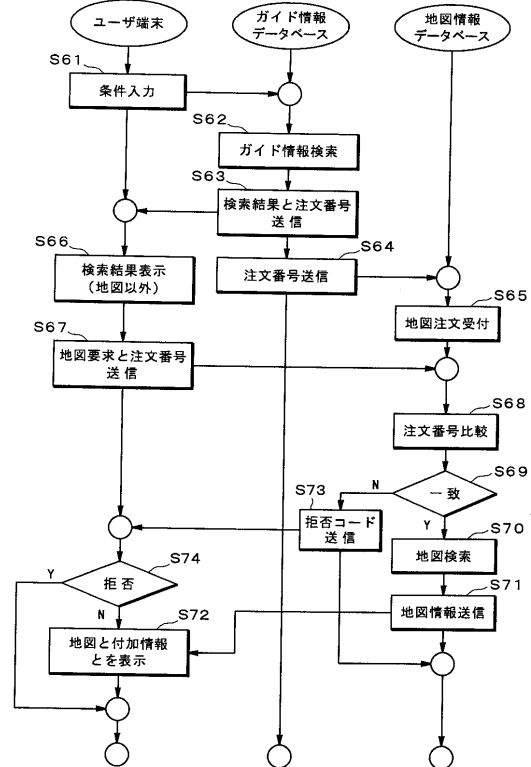 ユーザ端末
ガイド情報
データベース
地図情報
データベース
S61
条件入力
S62
ガイド情報検索
S63
検索結果と注文番号
送信
S64
注文番号送信
S66
検索結果表示
(地図以外)
S65
地図注文受付
S67
地図要求と注文番号
送信
S68
注文番号比較
S69
一致
N
Y
S73
拒否コード
送信
S70
地図検索
S74
拒否
Y
N
S71
地図情報送信
S72
地図と付加情報
とを表示